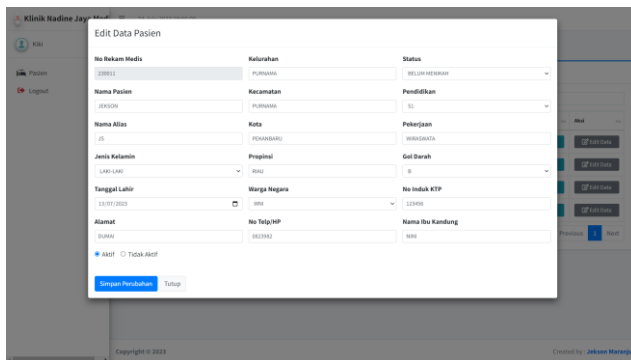 Klinik Nadine Jaya Med
Kiki
Pasien
Logout
Edit Data Pasien
No Rekam Medis
Kelurahan
Status
230011
PURNAMA
BELUM MENIKAH
Nama Pasien
Kecamatan
Pendidikan
JEKSON
PURNAMA
S1
Nama Alias
Kota
Pekerjaan
JS
PEKANBARU
WIRASWATA
Jenis Kelamin
Propinsi
Gol Darah
LAKI-LAKI
RIAU
B
Tanggal Lahir
Warga Negara
No Induk KTP
13/07/2023
WNI
123456
Alamat
No Telp/HP
Nama Ibu Kandung
DUMAI
0823982
NINI
Aktif Tidak Aktif
Simpan Perubahan Tutup
Aksi
Edit Data
Edit Data
Edit Data
Edit Data
Previous 1 Next
Copyright © 2023
Created by : Jekson Maranja